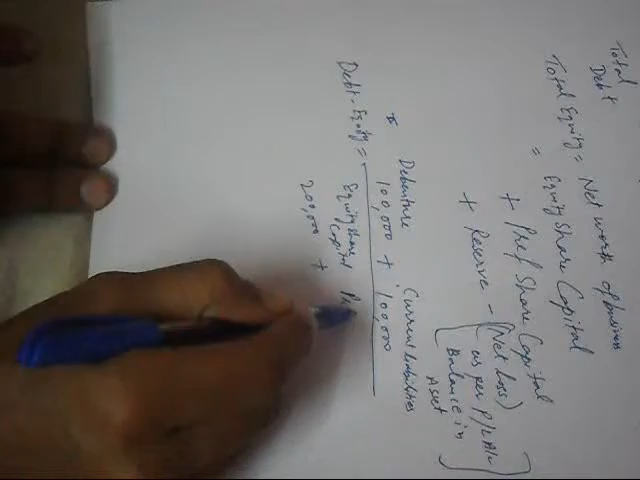 Total
Debt
Total Equity = Net worth of business
= Equity Share Capital
+ Pref Share Capital
+ Reserve - (Net loss)
[as per P/L A/c
Balance in
Asset]
I
Debenture Current liabilities
100,000 + 100,000
Debt-Equity =
Equity share
Capital
200,000 +